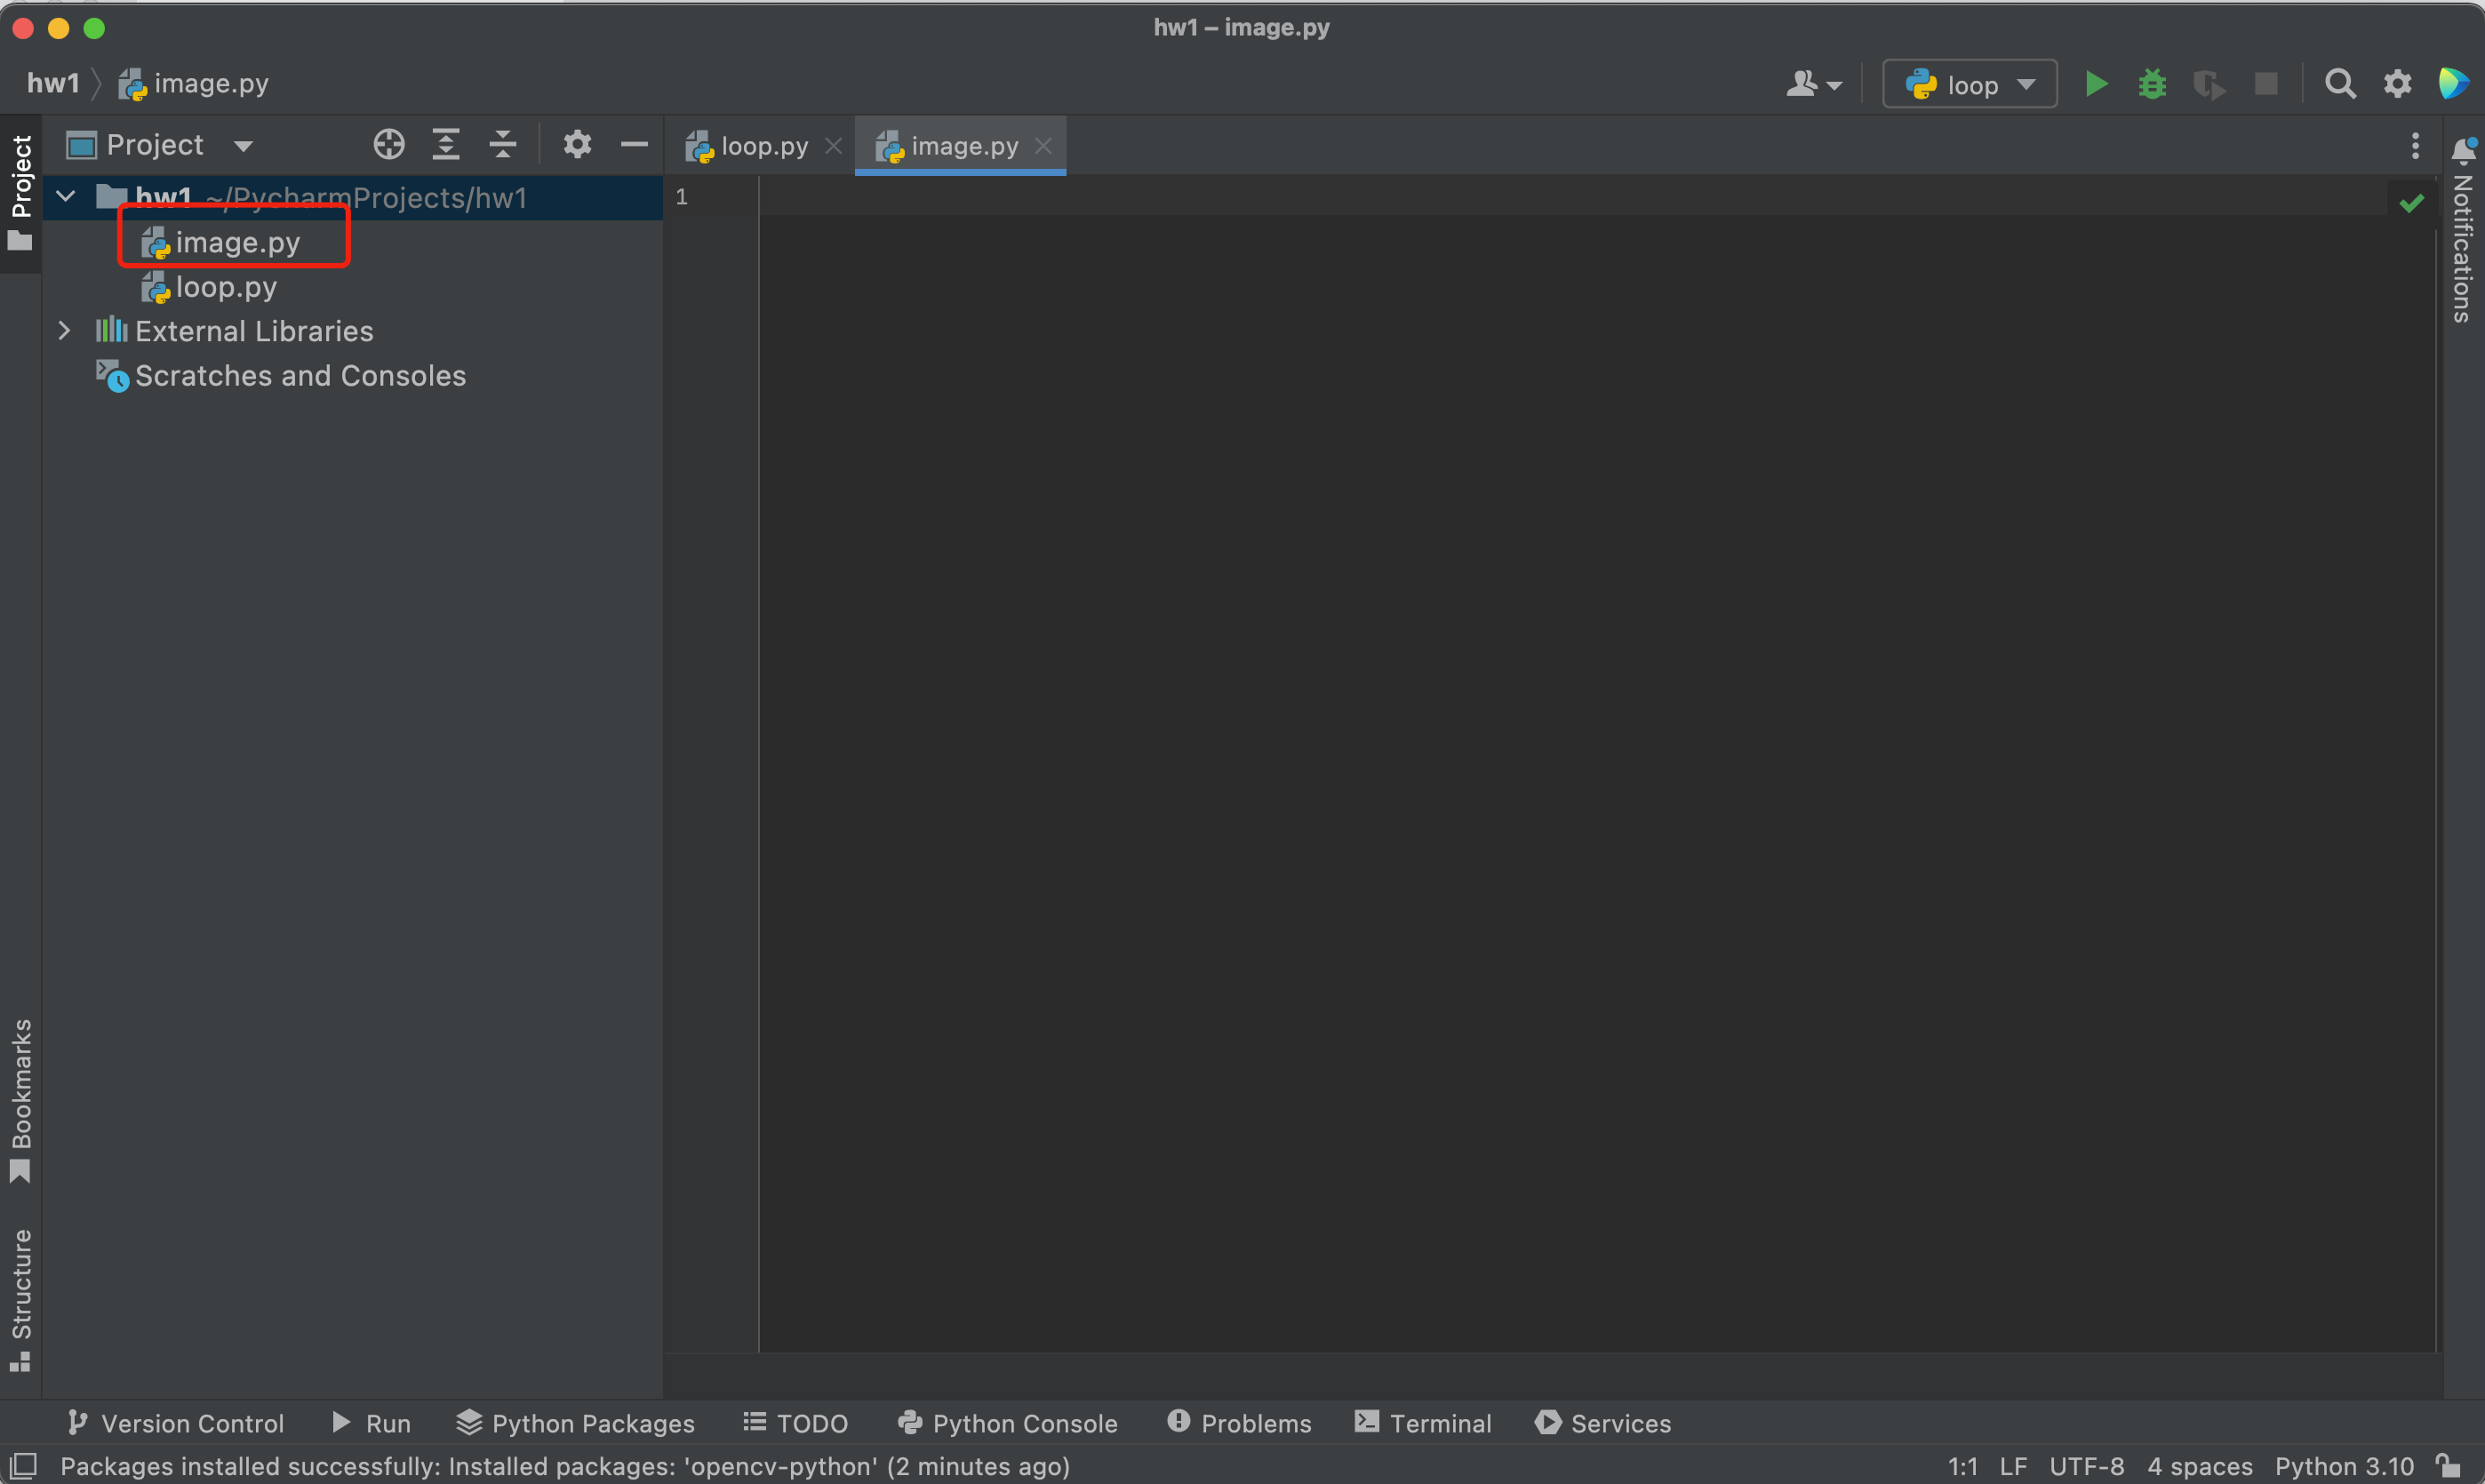 hw1 – image.py
hw1 image.py
loop
Project
Project
loop.py
image.py
hw1 ~/PycharmProjects/hw1
1
image.py
loop.py
External Libraries
Scratches and Consoles
Notifications
Bookmarks
Structure
Version Control Run Python Packages TODO Python Console Problems Terminal Services
Packages installed successfully: Installed packages: 'opencv-python' (2 minutes ago) 1:1 LF UTF-8 4 spaces Python 3.10